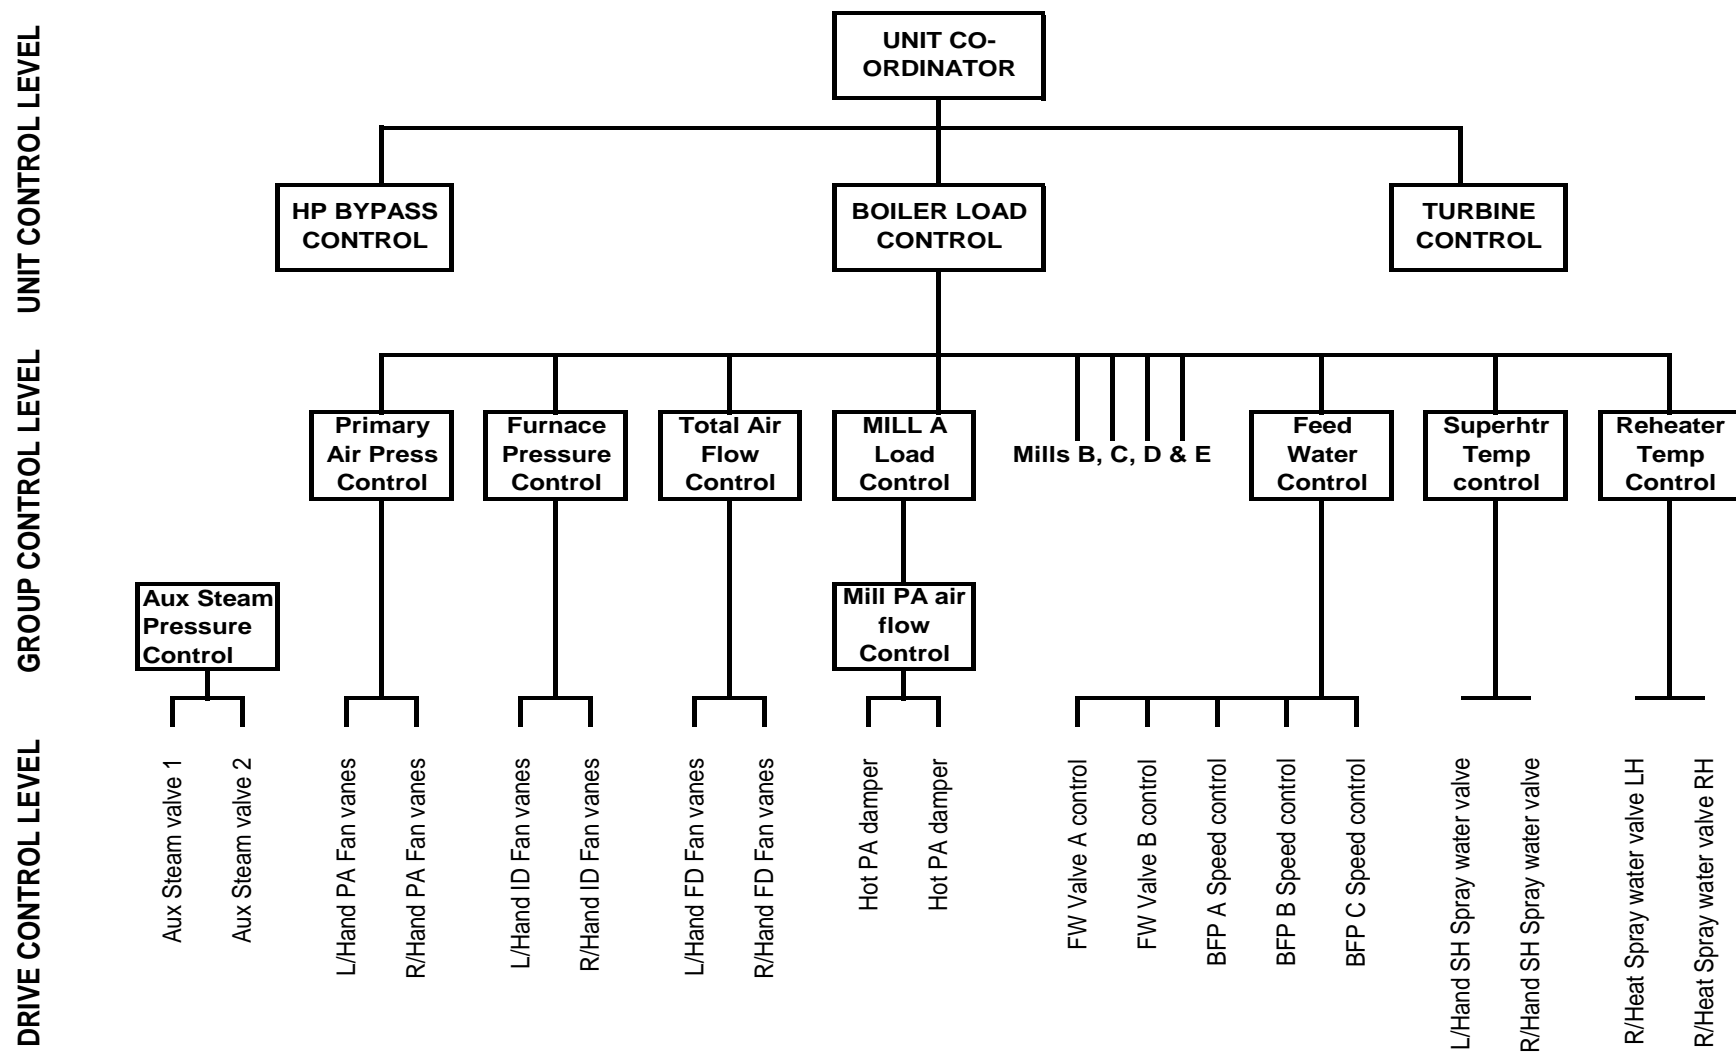 UNIT CONTROL LEVEL
GROUP CONTROL LEVEL
DRIVE CONTROL LEVEL
UNIT CO-
ORDINATOR
HP BYPASS
CONTROL
BOILER LOAD
CONTROL
TURBINE
CONTROL
Primary
Air Press
Control
Furnace
Pressure
Control
Total Air
Flow
Control
MILL A
Load
Control
Mills B, C, D & E
Feed
Water
Control
Superhtr
Temp
control
Reheater
Temp
Control
Aux Steam
Pressure
Control
Mill PA air
flow
Control
Aux Steam valve 1
Aux Steam valve 2
L/Hand PA Fan vanes
R/Hand PA Fan vanes
L/Hand ID Fan vanes
R/Hand ID Fan vanes
L/Hand FD Fan vanes
R/Hand FD Fan vanes
Hot PA damper
Hot PA damper
FW Valve A control
FW Valve B control
BFP A Speed control
BFP B Speed control
BFP C Speed control
L/Hand SH Spray water valve
R/Hand SH Spray water valve
R/Heat Spray water valve LH
R/Heat Spray water valve RH